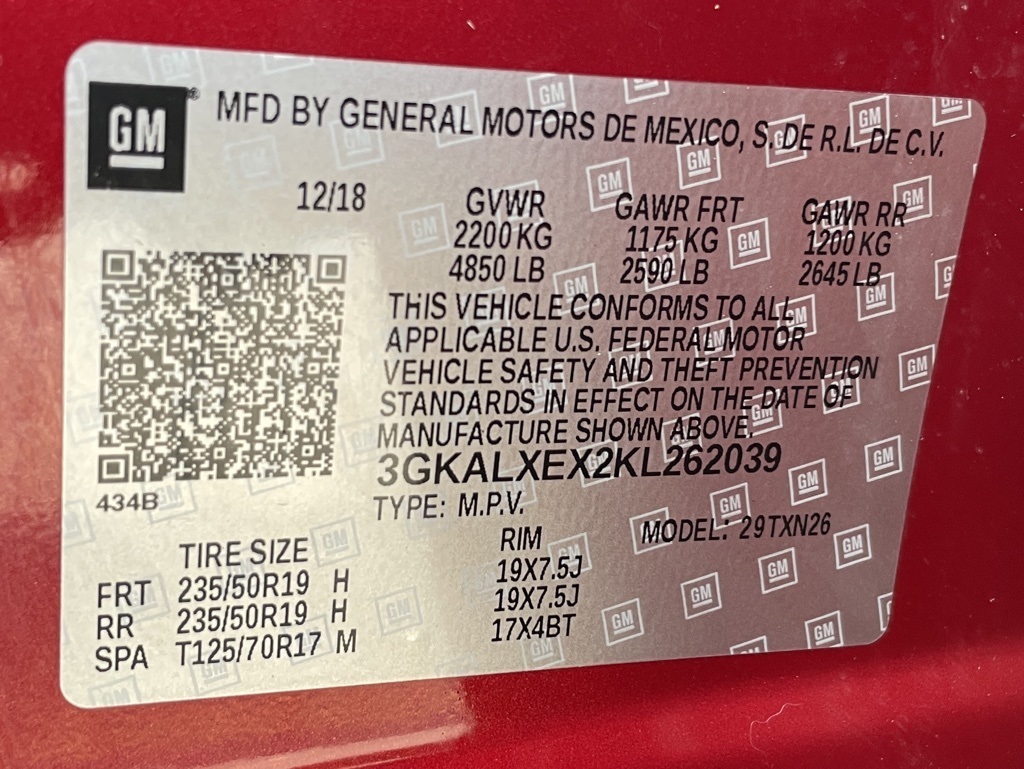 GM MFD BY GENERAL MOTORS DE MEXICO, S. DE R.L. DE C.V.
12/18 GVWR GAWR FRT GAWR RR
2200 KG 1175 KG 1200 KG
4850 LB 2590 LB 2645 LB
THIS VEHICLE CONFORMS TO ALL
APPLICABLE U.S. FEDERAL MOTOR
VEHICLE SAFETY AND THEFT PREVENTION
STANDARDS IN EFFECT ON THE DATE OF
MANUFACTURE SHOWN ABOVE.
3GKALXEX2KL262039
434B
TYPE: M.P.V. MODEL: 29TXN26
TIRE SIZE RIM
FRT 235/50R19 H 19X7.5J
RR 235/50R19 H 19X7.5J
SPA T125/70R17 M 17X4BT